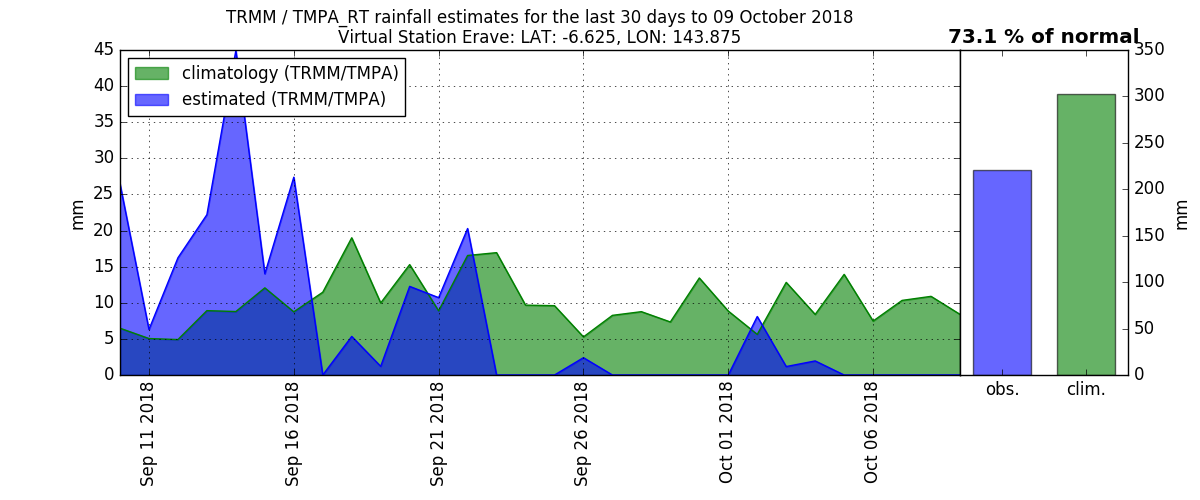 TRMM / TMPA_RT rainfall estimates for the last 30 days to 09 October 2018
Virtual Station Erave: LAT: -6.625, LON: 143.875
73.1 % of normal
climatology (TRMM/TMPA)
estimated (TRMM/TMPA)
45
40
35
30
25
20
15
10
5
0
mm
Sep 11 2018
Sep 16 2018
Sep 21 2018
Sep 26 2018
Oct 01 2018
Oct 06 2018
obs.
clim.
350
300
250
200
150
100
50
0
mm